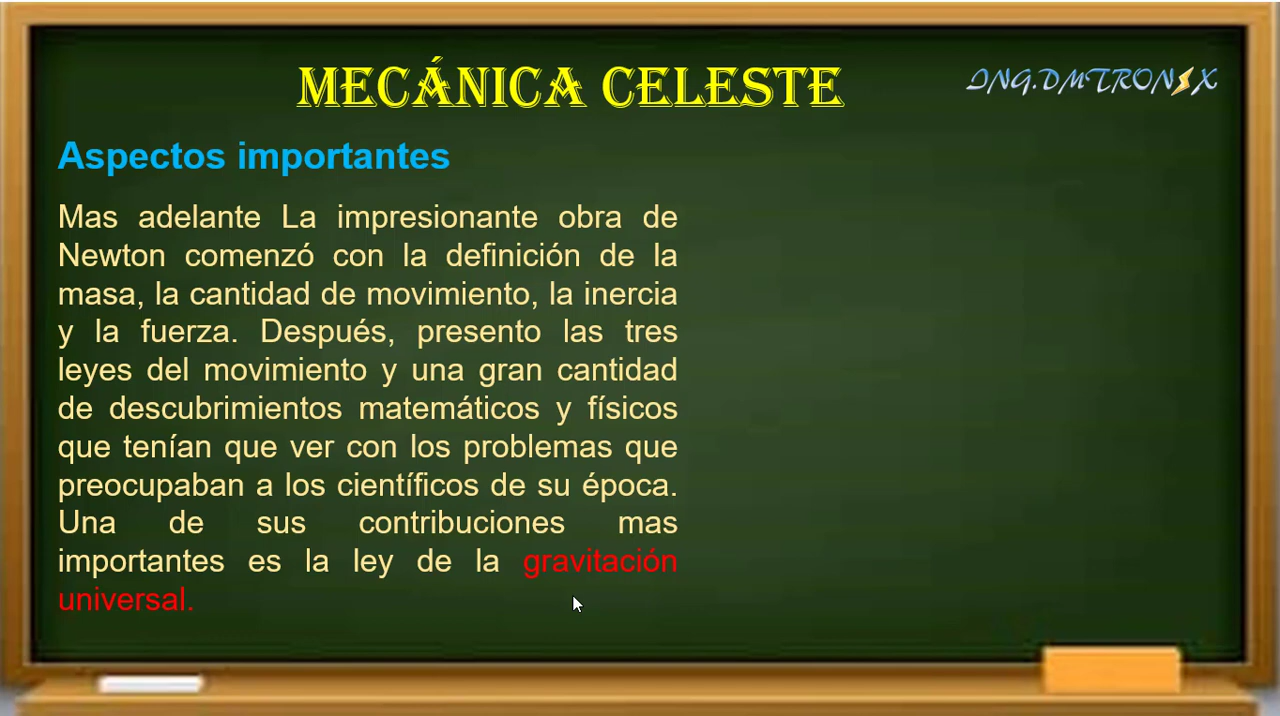 MECÁNICA CELESTE
ING.DMTRONIX
Aspectos importantes
Mas adelante La impresionante obra de
Newton comenzó con la definición de la
masa, la cantidad de movimiento, la inercia
y la fuerza. Después, presento las tres
leyes del movimiento y una gran cantidad
de descubrimientos matemáticos y físicos
que tenían que ver con los problemas que
preocupaban a los científicos de su época.
Una de sus contribuciones mas
importantes es la ley de la gravitación
universal.